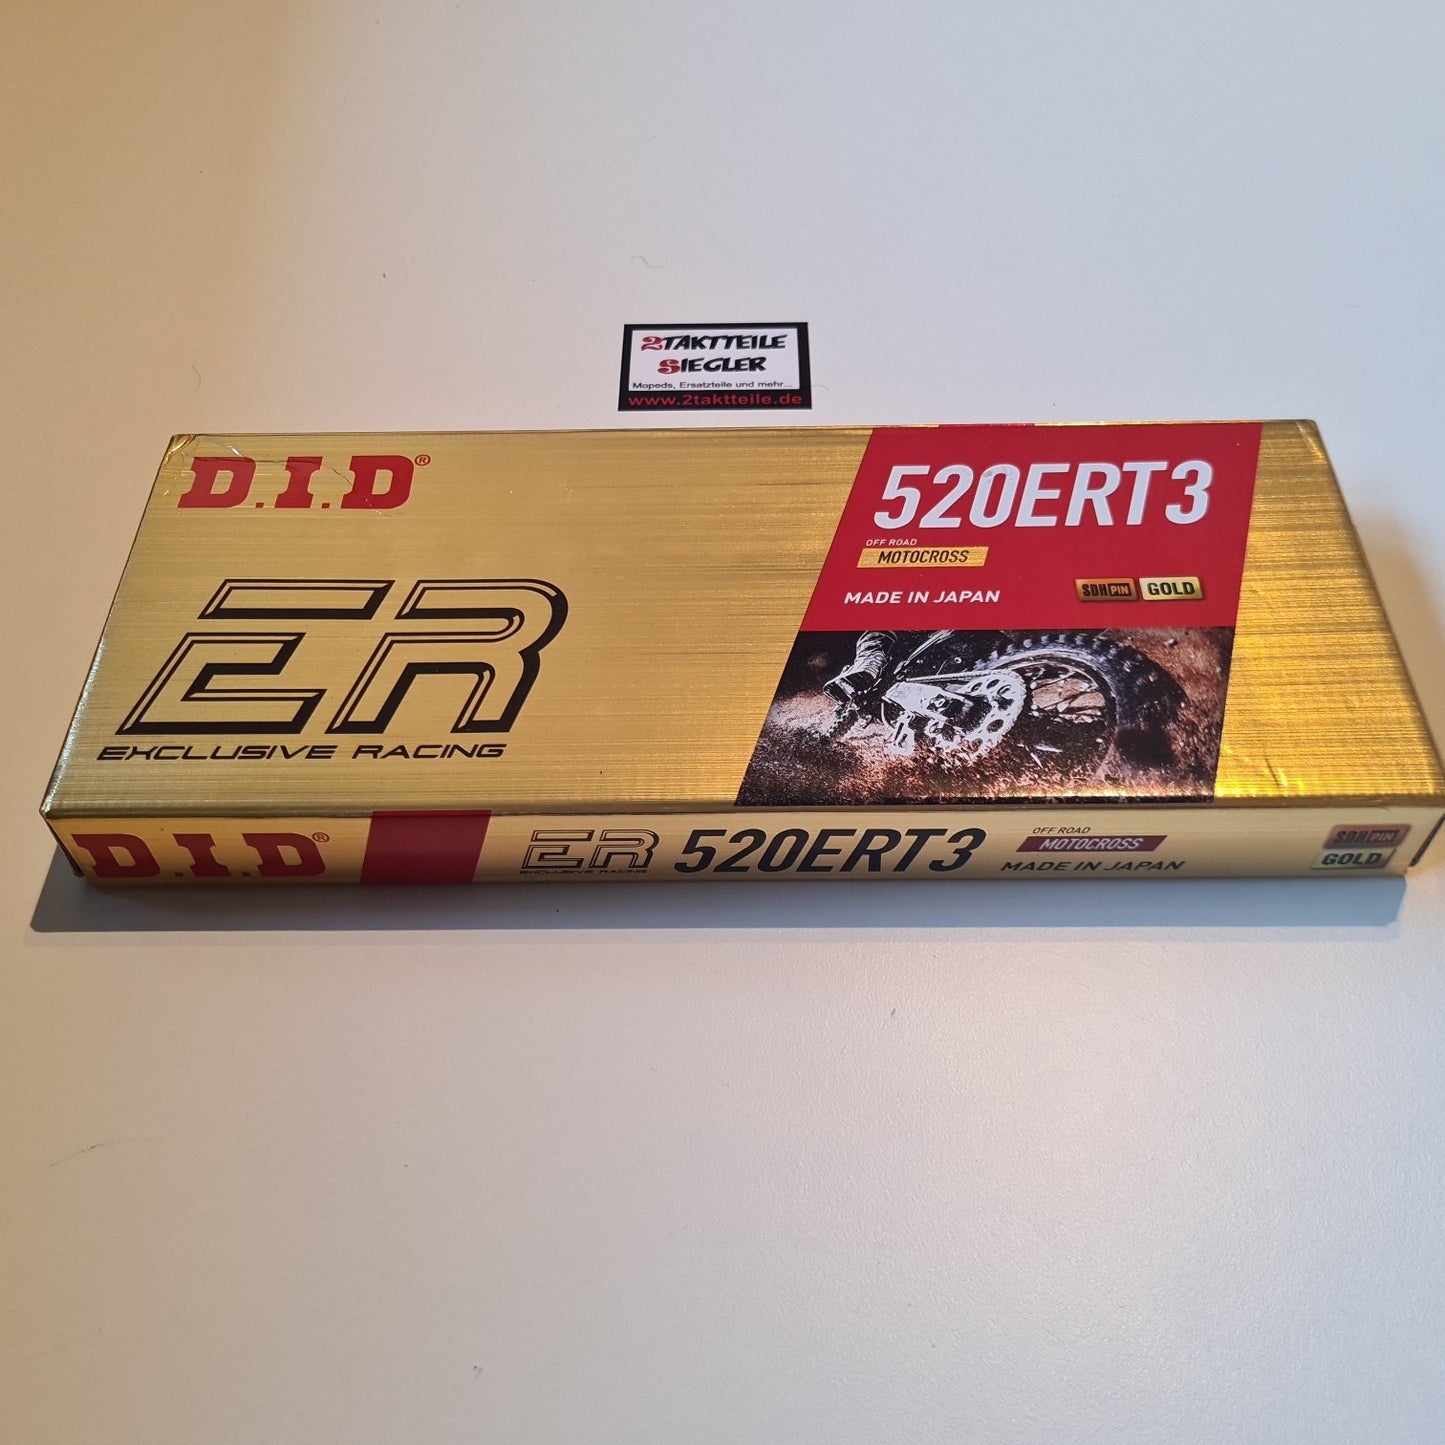 2TAKTTEILE
SIEGLER
Mopeds, Ersatzteile und mehr...
www.2taktteile.de
D.I.D®
520ERT3
OFF ROAD
MOTOCROSS
MADE IN JAPAN
SDH PIN GOLD
ER
EXCLUSIVE RACING
D.I.D®
ER
EXCLUSIVE RACING
520ERT3
OFF ROAD
MOTOCROSS
MADE IN JAPAN
SDH PIN
GOLD